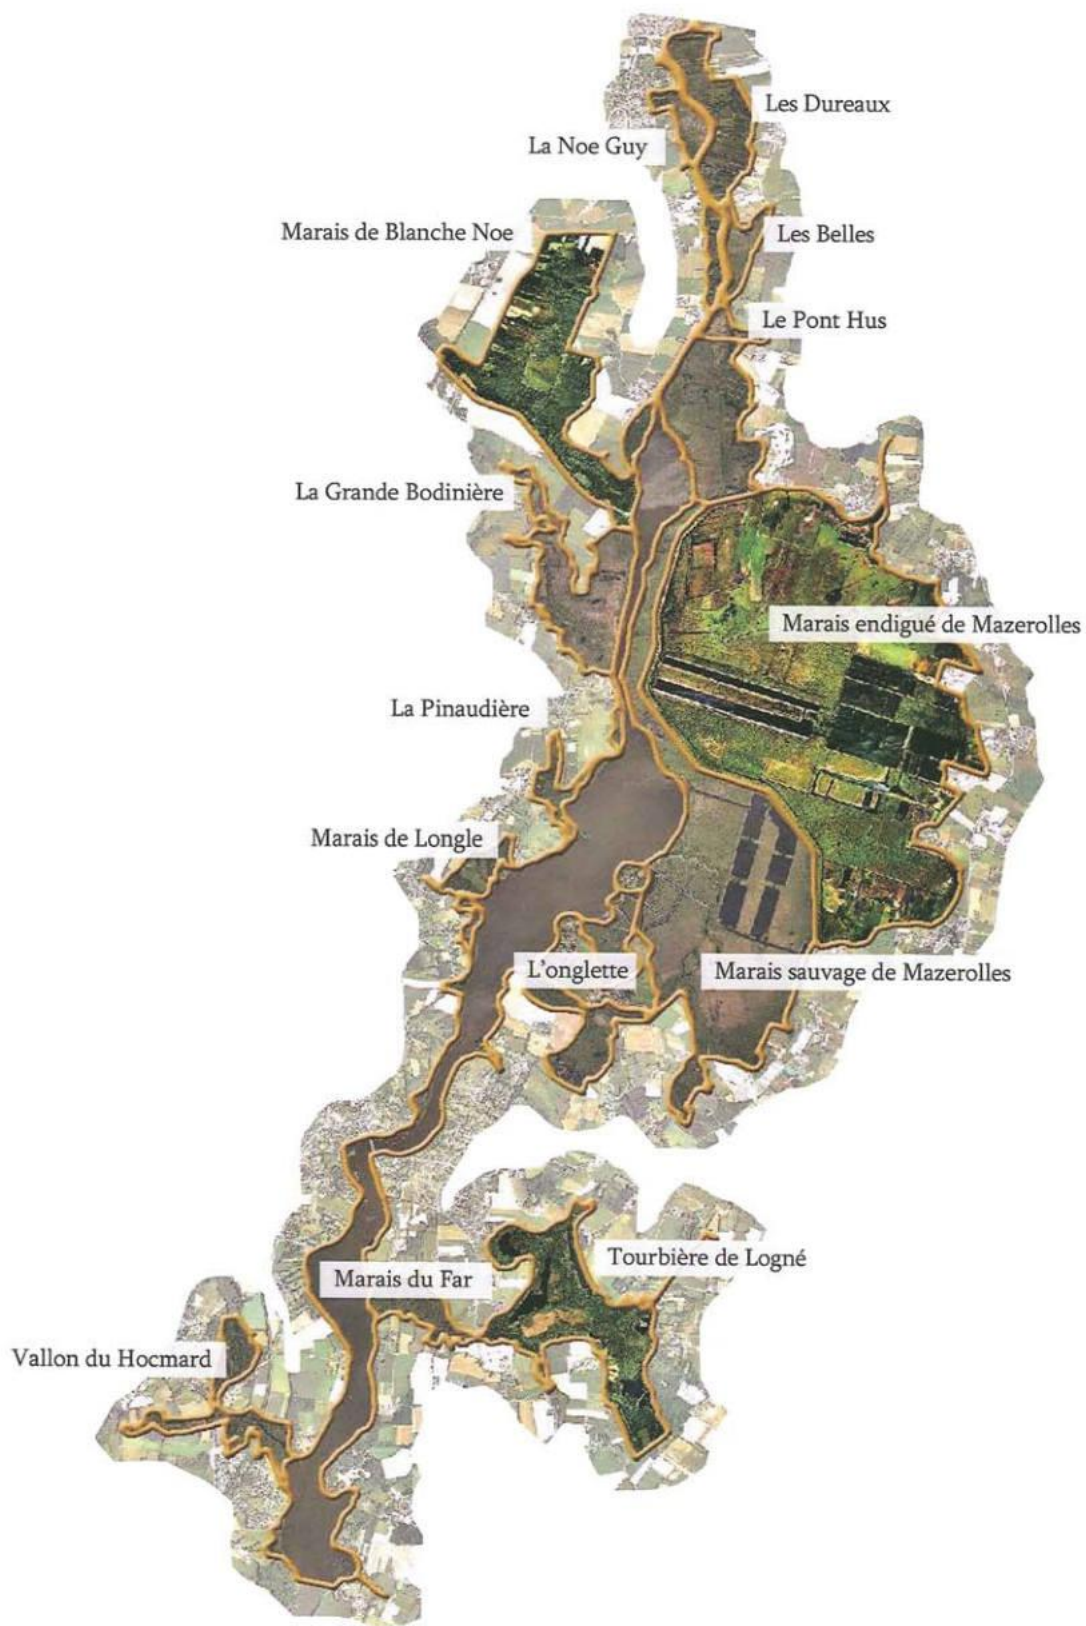 Les Dureaux
La Noe Guy
Marais de Blanche Noe
Les Belles
Le Pont Hus
La Grande Bodinière
Marais endigué de Mazerolles
La Pinaudière
Marais de Longle
L'onglette
Marais sauvage de Mazerolles
Tourbière de Logné
Marais du Far
Vallon du Hocmard